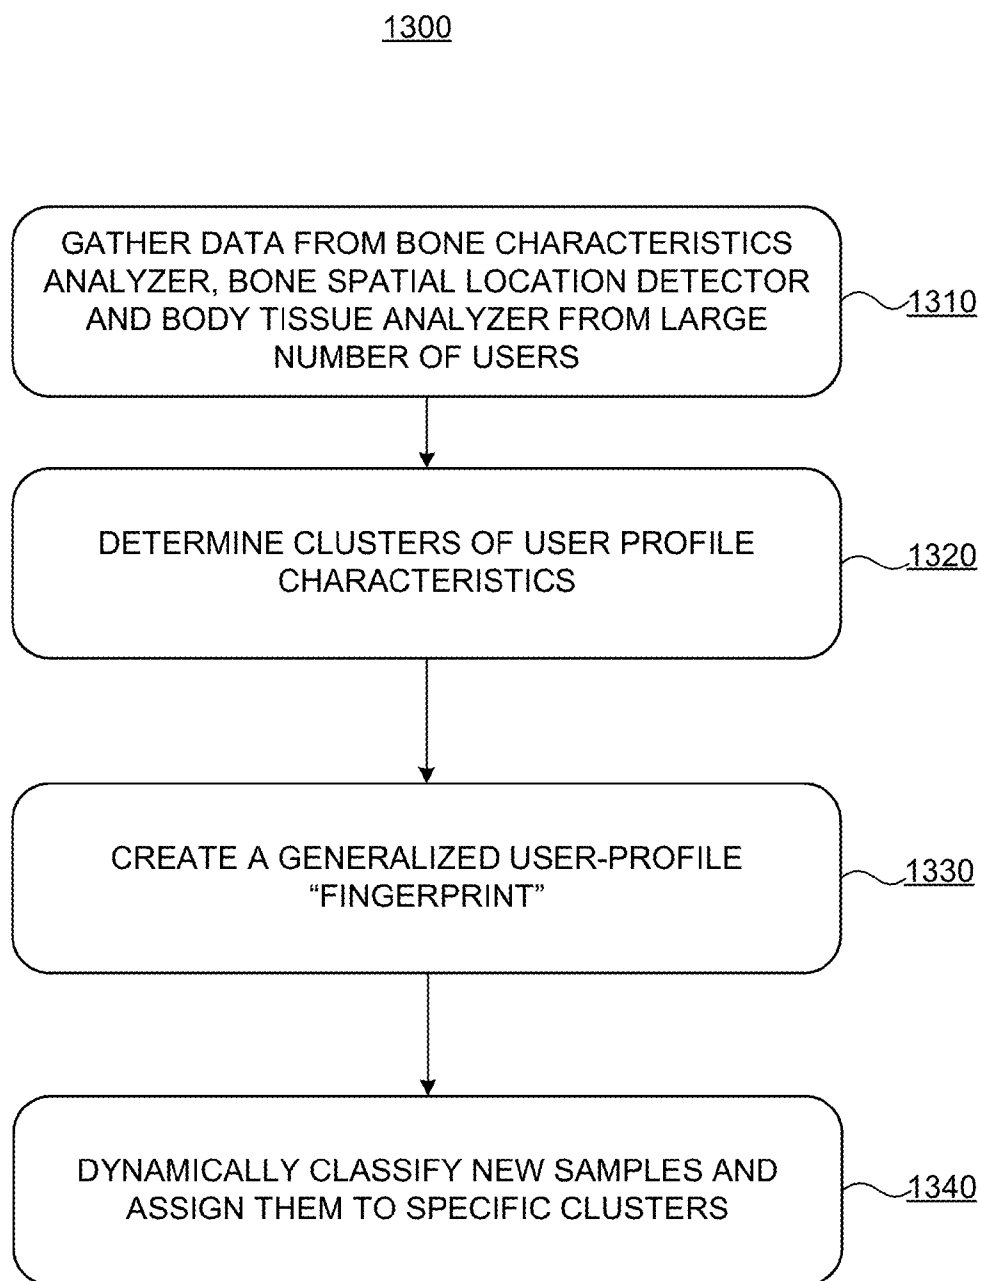 1300
GATHER DATA FROM BONE CHARACTERISTICS
ANALYZER, BONE SPATIAL LOCATION DETECTOR
AND BODY TISSUE ANALYZER FROM LARGE
NUMBER OF USERS
1310
DETERMINE CLUSTERS OF USER PROFILE
CHARACTERISTICS
1320
CREATE A GENERALIZED USER-PROFILE
“FINGERPRINT”
1330
DYNAMICALLY CLASSIFY NEW SAMPLES AND
ASSIGN THEM TO SPECIFIC CLUSTERS
1340